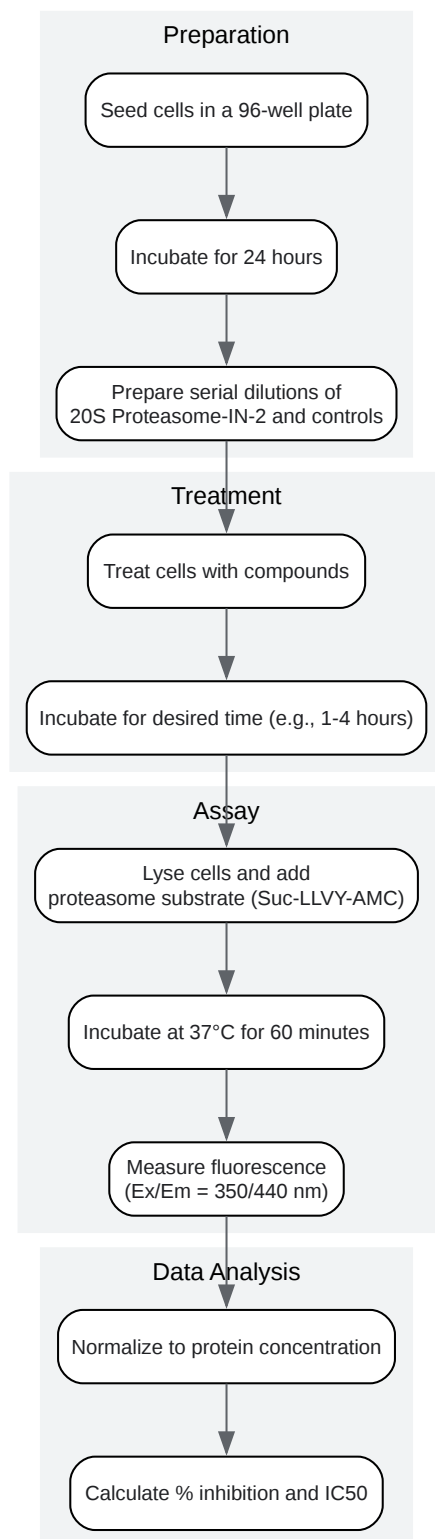 Preparation
Seed cells in a 96-well plate
Incubate for 24 hours
Prepare serial dilutions of
20S Proteasome-IN-2 and controls
Treatment
Treat cells with compounds
Incubate for desired time (e.g., 1-4 hours)
Assay
Lyse cells and add
proteasome substrate (Suc-LLVY-AMC)
Incubate at 37°C for 60 minutes
Measure fluorescence
(Ex/Em = 350/440 nm)
Data Analysis
Normalize to protein concentration
Calculate % inhibition and IC50